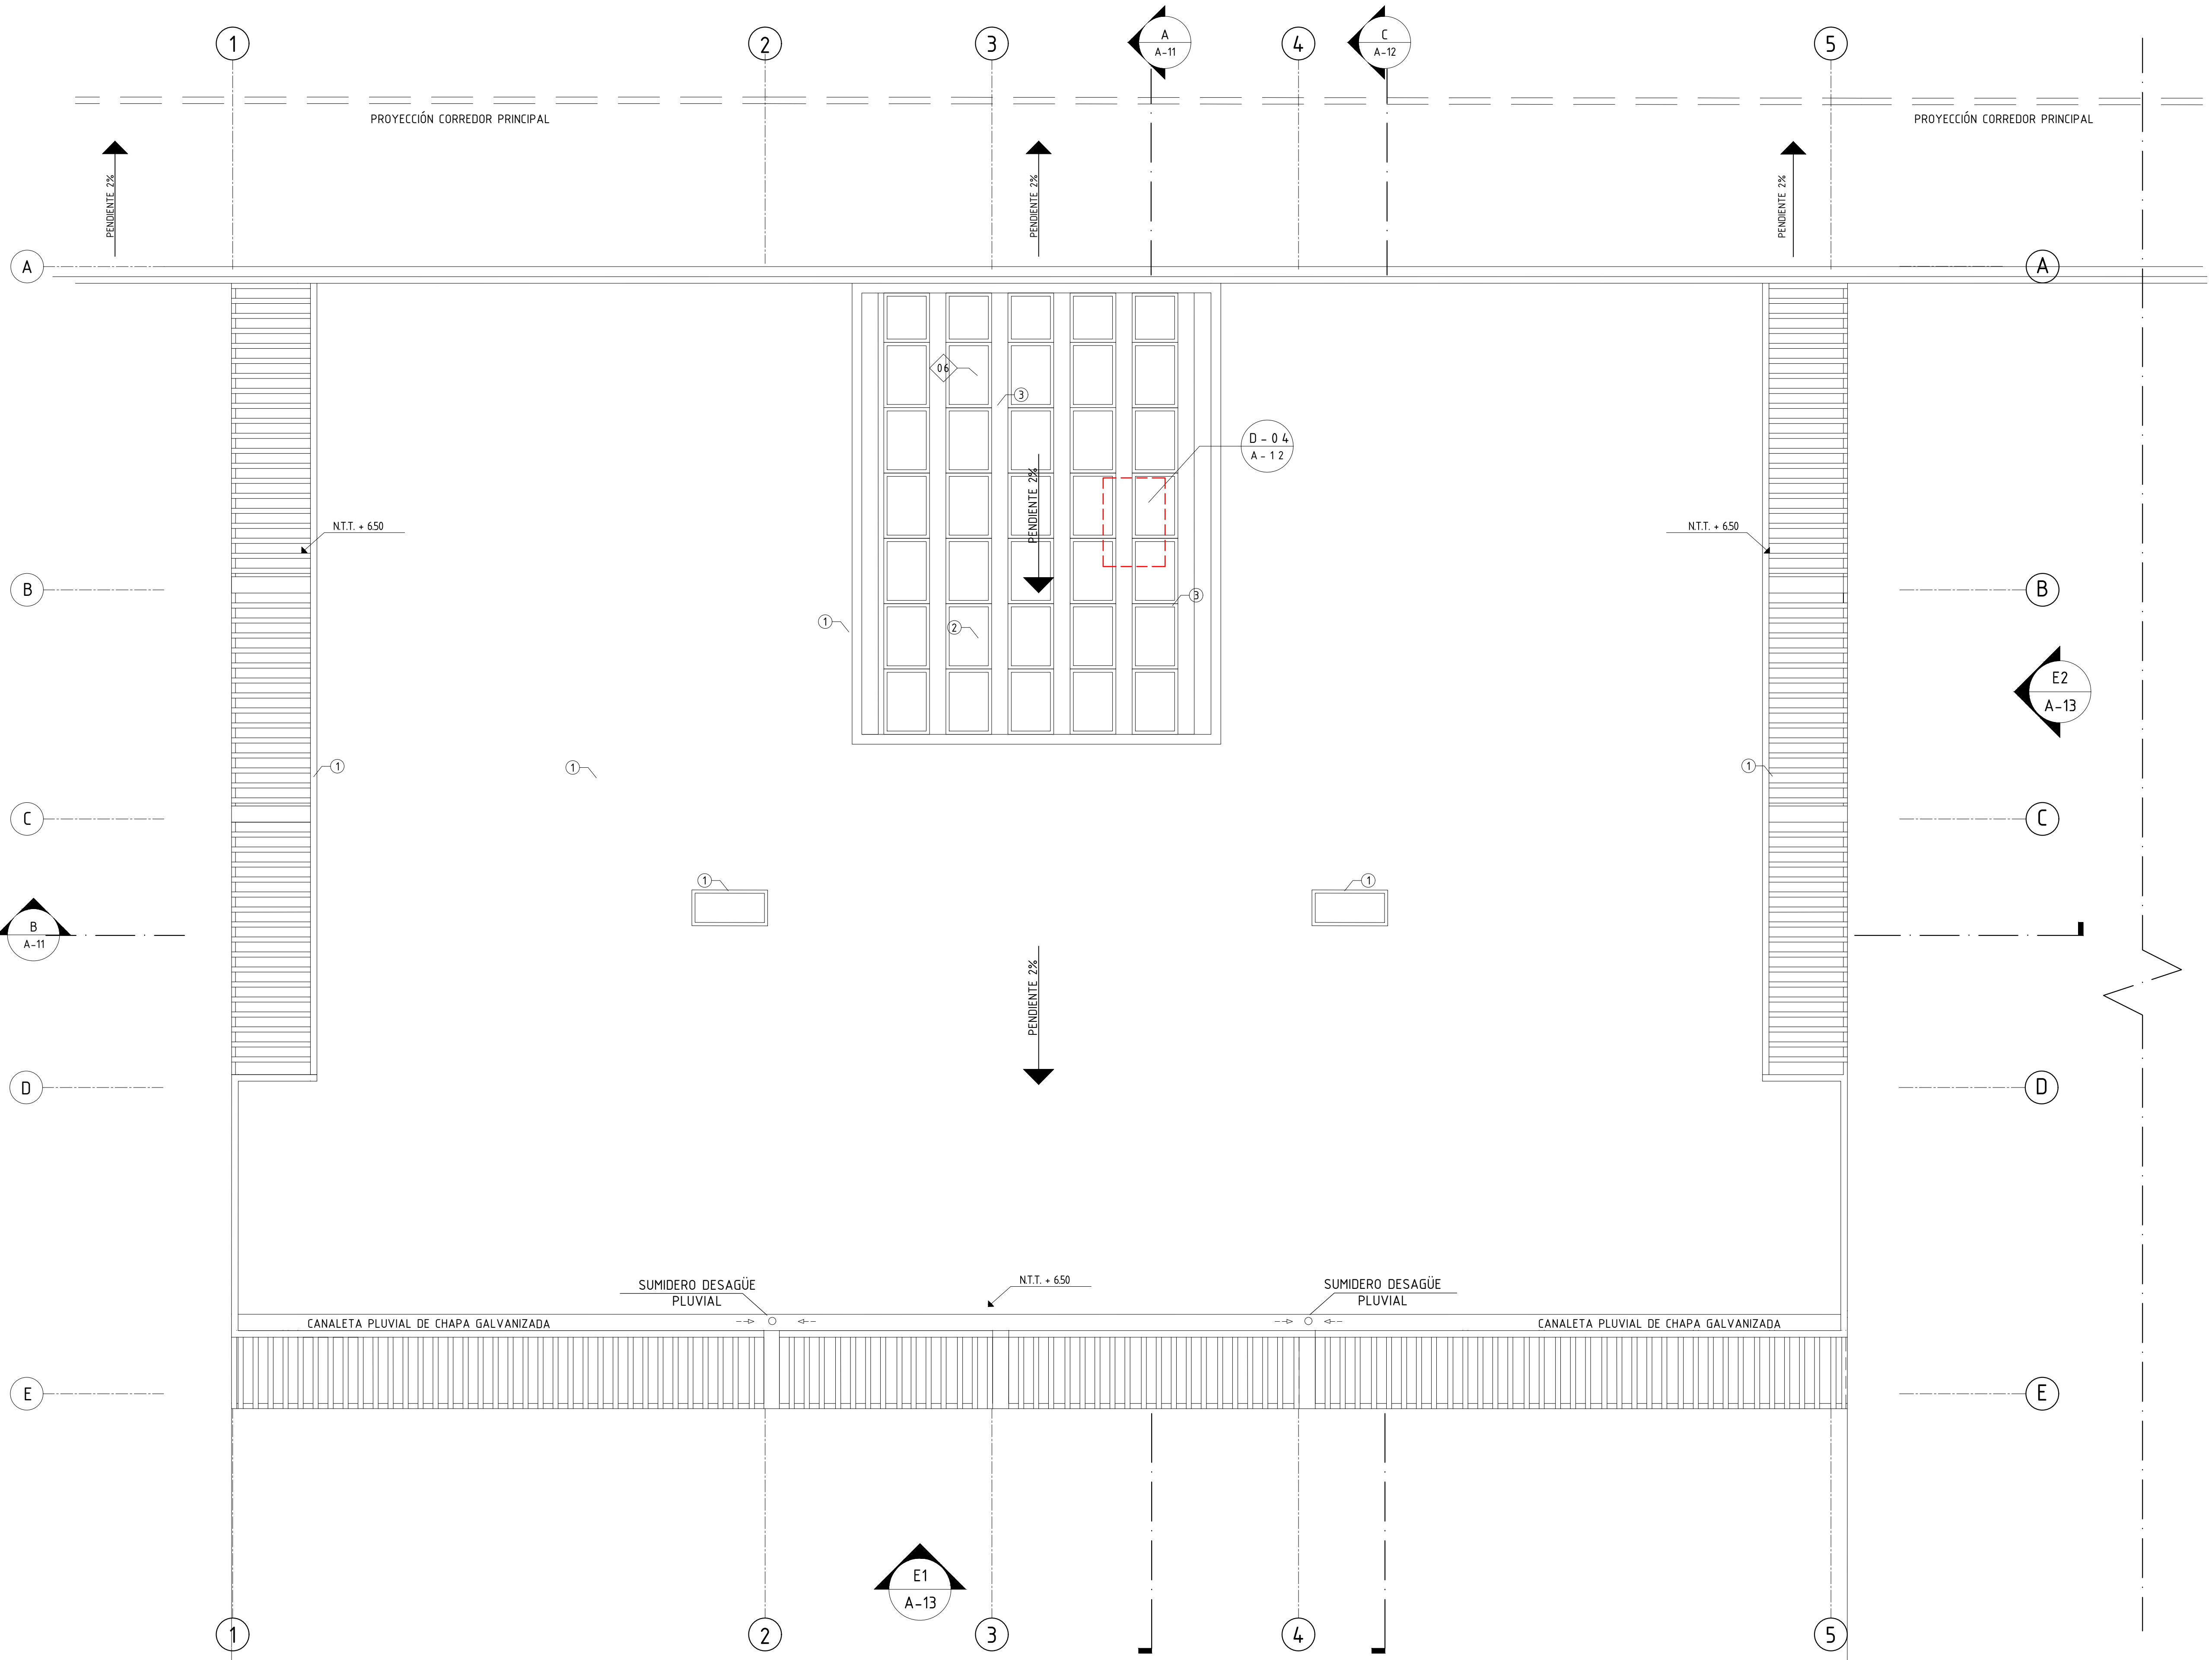 1
2
3
A
A-11
4
C
A-12
5
PROYECCIÓN CORREDOR PRINCIPAL
PROYECCIÓN CORREDOR PRINCIPAL
PENDIENTE 2%
PENDIENTE 2%
PENDIENTE 2%
A
A
06
3
D-04
A-12
PENDIENTE 2%
N.T.T. + 6.50
N.T.T. + 6.50
B
B
3
1
2
E2
A-13
1
1
1
C
C
1
1
B
A-11
PENDIENTE 2%
D
D
SUMIDERO DESAGÜE
PLUVIAL
N.T.T. + 6.50
SUMIDERO DESAGÜE
PLUVIAL
CANALETA PLUVIAL DE CHAPA GALVANIZADA
CANALETA PLUVIAL DE CHAPA GALVANIZADA
E
E
E1
A-13
1
2
3
4
5